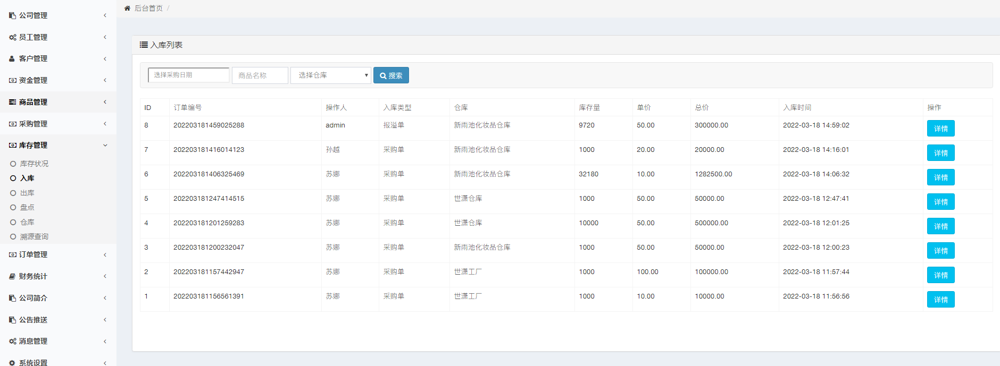 公司管理
员工管理
客户管理
资金管理
商品管理
采购管理
库存管理
库存状况
入库
出库
盘点
仓库
溯源查询
订单管理
财务统计
公司简介
公告推送
消息管理
系统设置
后台首页 /
入库列表
选择采购日期 商品名称 选择仓库 搜索
ID 订单编号 操作人 入库类型 仓库 库存量 单价 总价 入库时间 操作
8 202203181459025288 admin 报溢单 新雨池化妆品仓库 9720 50.00 300000.00 2022-03-18 14:59:02 详情
7 202203181416014123 孙越 采购单 新雨池化妆品仓库 1000 20.00 20000.00 2022-03-18 14:16:01 详情
6 202203181406325469 苏娜 采购单 新雨池化妆品仓库 32180 10.00 1282500.00 2022-03-18 14:06:32 详情
5 202203181247414515 苏娜 采购单 世潇仓库 1000 50.00 50000.00 2022-03-18 12:47:41 详情
4 202203181201259283 苏娜 采购单 世潇仓库 10000 50.00 500000.00 2022-03-18 12:01:25 详情
3 202203181200232047 苏娜 采购单 新雨池化妆品仓库 1000 50.00 50000.00 2022-03-18 12:00:23 详情
2 202203181157442947 苏娜 采购单 世潇工厂 1000 100.00 100000.00 2022-03-18 11:57:44 详情
1 202203181156561391 苏娜 采购单 世潇工厂 1000 10.00 10000.00 2022-03-18 11:56:56 详情